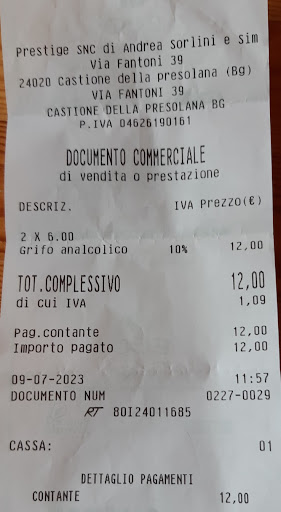 Prestige SNC di Andrea Sorlini e Sim
Via Fantoni 39
24020 Castione della presolana (Bg)
VIA FANTONI 39
CASTIONE DELLA PRESOLANA BG
P.IVA 04626190161
DOCUMENTO COMMERCIALE
di vendita o prestazione
DESCRIZ. IVA Prezzo(€)
2 X 6.00
Grifo analcolico 10% 12,00
TOT.COMPLESSIVO 12,00
di cui IVA 1,09
Pag.contante 12,00
Importo pagato 12,00
09-07-2023 11:57
DOCUMENTO NUM 0227-0029
RT 80I24011685
CASSA: 01
DETTAGLIO PAGAMENTI
CONTANTE 12,00